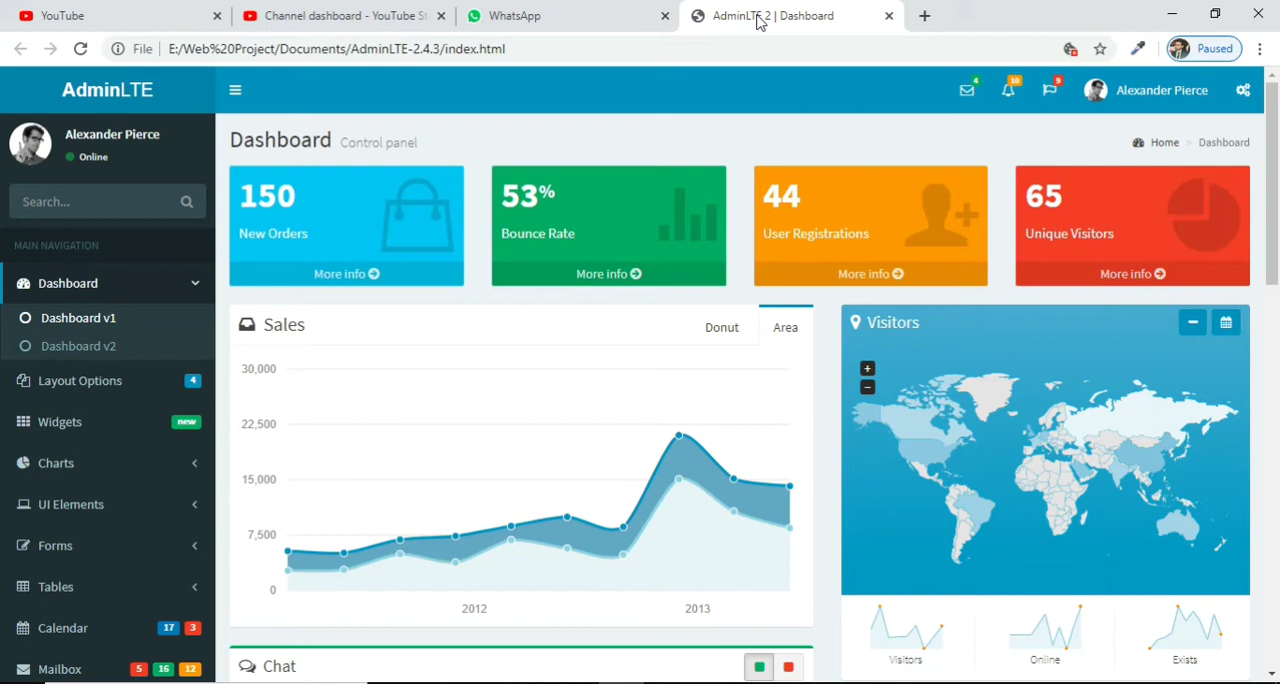 YouTube
Channel dashboard - YouTube St
WhatsApp
AdminLTE 2 | Dashboard
File
E:/Web%20Project/Documents/AdminLTE-2.4.3/index.html
Paused
AdminLTE
4
10
9
Alexander Pierce
Alexander Pierce
Online
Search...
MAIN NAVIGATION
Dashboard
Dashboard v1
Dashboard v2
Layout Options 4
Widgets new
Charts
UI Elements
Forms
Tables
Calendar 17 3
Mailbox 5 16 12
Dashboard Control panel
Home > Dashboard
150
New Orders
More info
53%
Bounce Rate
More info
44
User Registrations
More info
65
Unique Visitors
More info
Sales
Donut
Area
30,000
22,500
15,000
7,500
0
2012
2013
Visitors
+
−
Visitors
Online
Exists
Chat